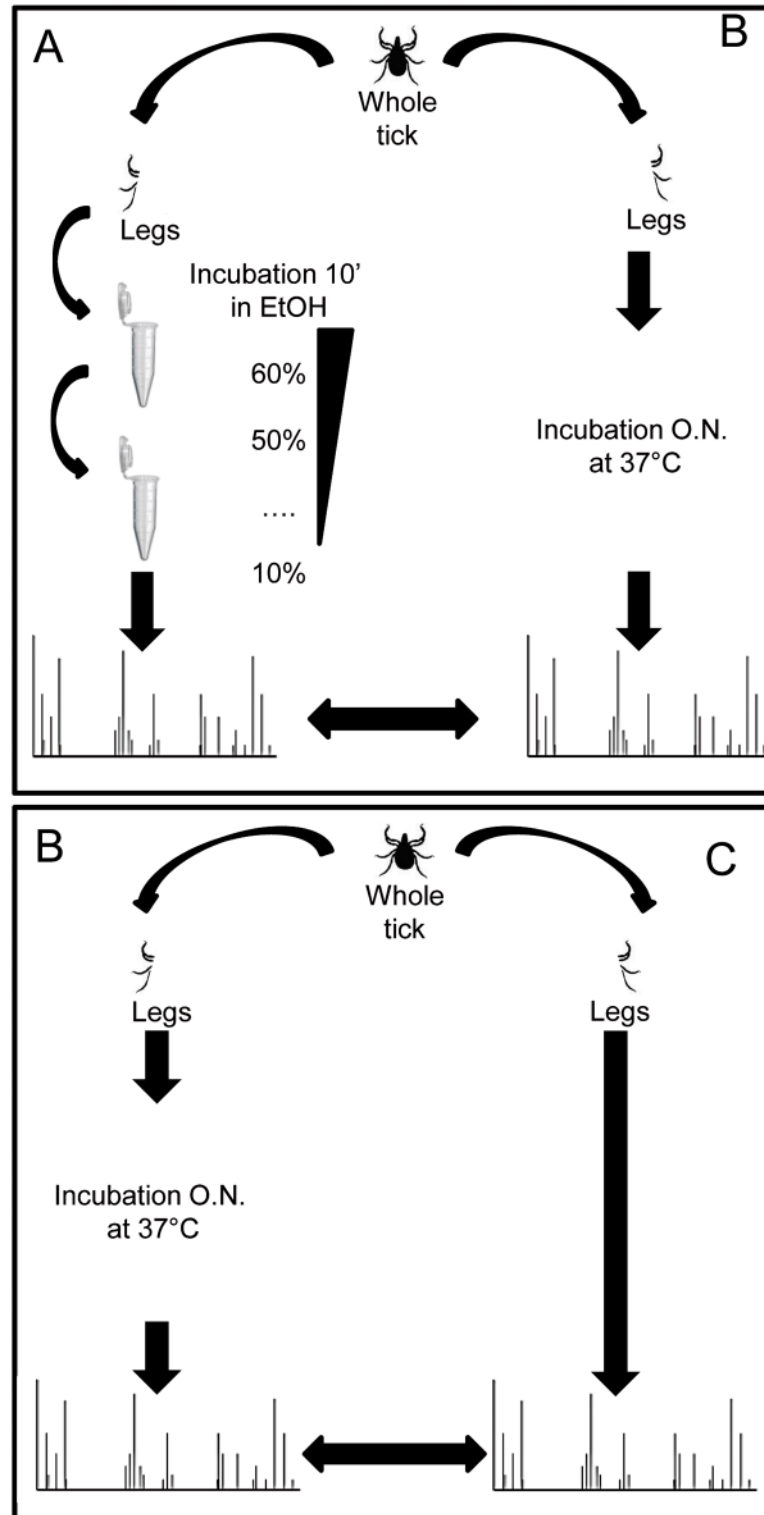 A
B
Whole
tick
Legs
Legs
Incubation 10'
in EtOH
60%
50%
....
10%
Incubation O.N.
at 37°C
B
C
Whole
tick
Legs
Legs
Incubation O.N.
at 37°C